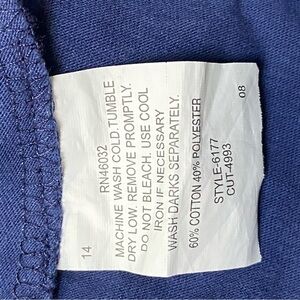 14
RN46032
MACHINE WASH COLD.TUMBLE
DRY LOW. REMOVE PROMPTLY.
DO NOT BLEACH. USE COOL
IRON IF NECESSARY
WASH DARKS SEPARATELY.
60% COTTON 40% POLYESTER
STYLE-6177
CUT-4993
08